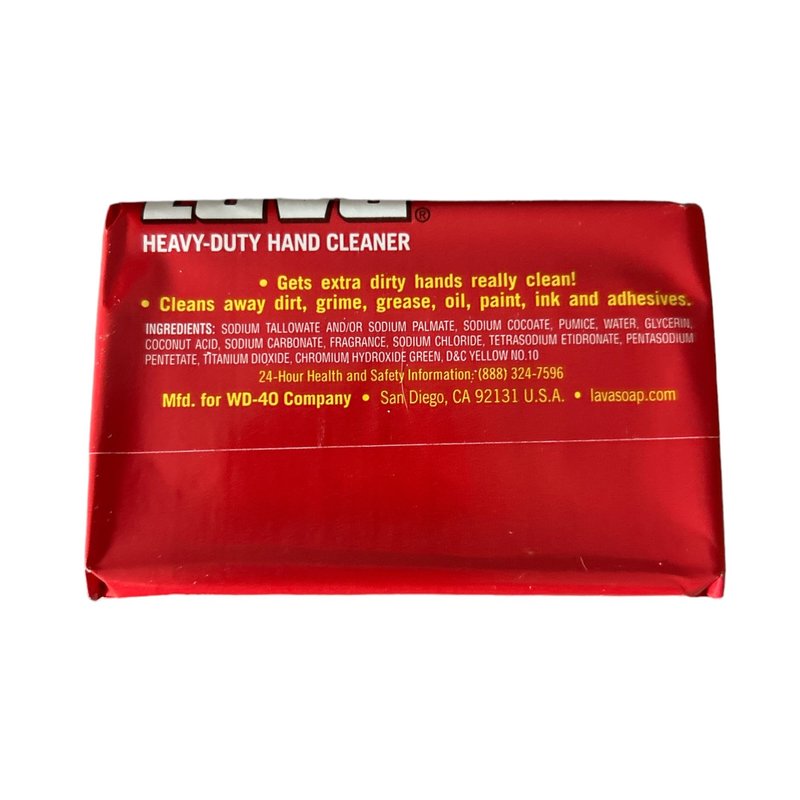 Lava®
HEAVY-DUTY HAND CLEANER
• Gets extra dirty hands really clean!
• Cleans away dirt, grime, grease, oil, paint, ink and adhesives.
INGREDIENTS: SODIUM TALLOWATE AND/OR SODIUM PALMATE, SODIUM COCOATE, PUMICE, WATER, GLYCERIN,
COCONUT ACID, SODIUM CARBONATE, FRAGRANCE, SODIUM CHLORIDE, TETRASODIUM ETIDRONATE, PENTASODIUM
PENTETATE, TITANIUM DIOXIDE, CHROMIUM HYDROXIDE GREEN, D&C YELLOW NO.10
24-Hour Health and Safety Information: (888) 324-7596
Mfd. for WD-40 Company • San Diego, CA 92131 U.S.A. • lavasoap.com